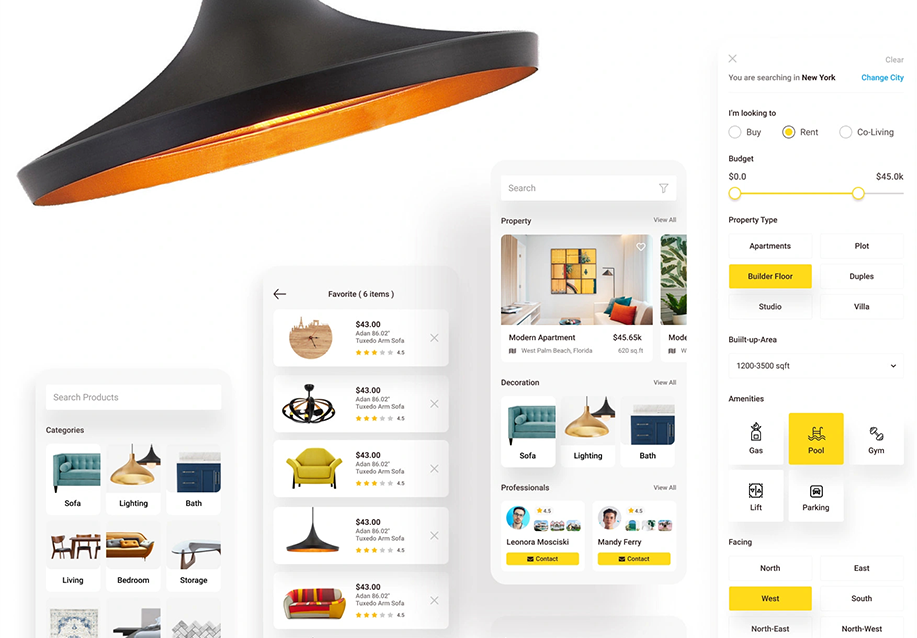 Search Products
Categories
Sofa
Lighting
Bath
Living
Bedroom
Storage
Favorite ( 6 items )
$43.00
Adan 86.02"
Tuxedo Arm Sofa
4.5
$43.00
Adan 86.02"
Tuxedo Arm Sofa
4.5
$43.00
Adan 86.02"
Tuxedo Arm Sofa
4.5
$43.00
Adan 86.02"
Tuxedo Arm Sofa
4.5
$43.00
Adan 86.02"
Tuxedo Arm Sofa
4.5
Search
Property View All
Modern Apartment $45.65k
West Palm Beach, Florida 620 sq.ft
Mode
W
Decoration View All
Sofa
Lighting
Bath
Professionals View All
4.5
Leonora Mosciski
Contact
4.5
Mandy Ferry
Contact
Clear
You are searching in New York Change City
I'm looking to
Buy Rent Co-Living
Budget
$0.0 $45.0k
Property Type
Apartments Plot
Builder Floor Duples
Studio Villa
Buiilt-up-Area
1200-3500 sqft
Amenities
Gas Pool Gym
Lift Parking
Facing
North East
West South
North-East North-West